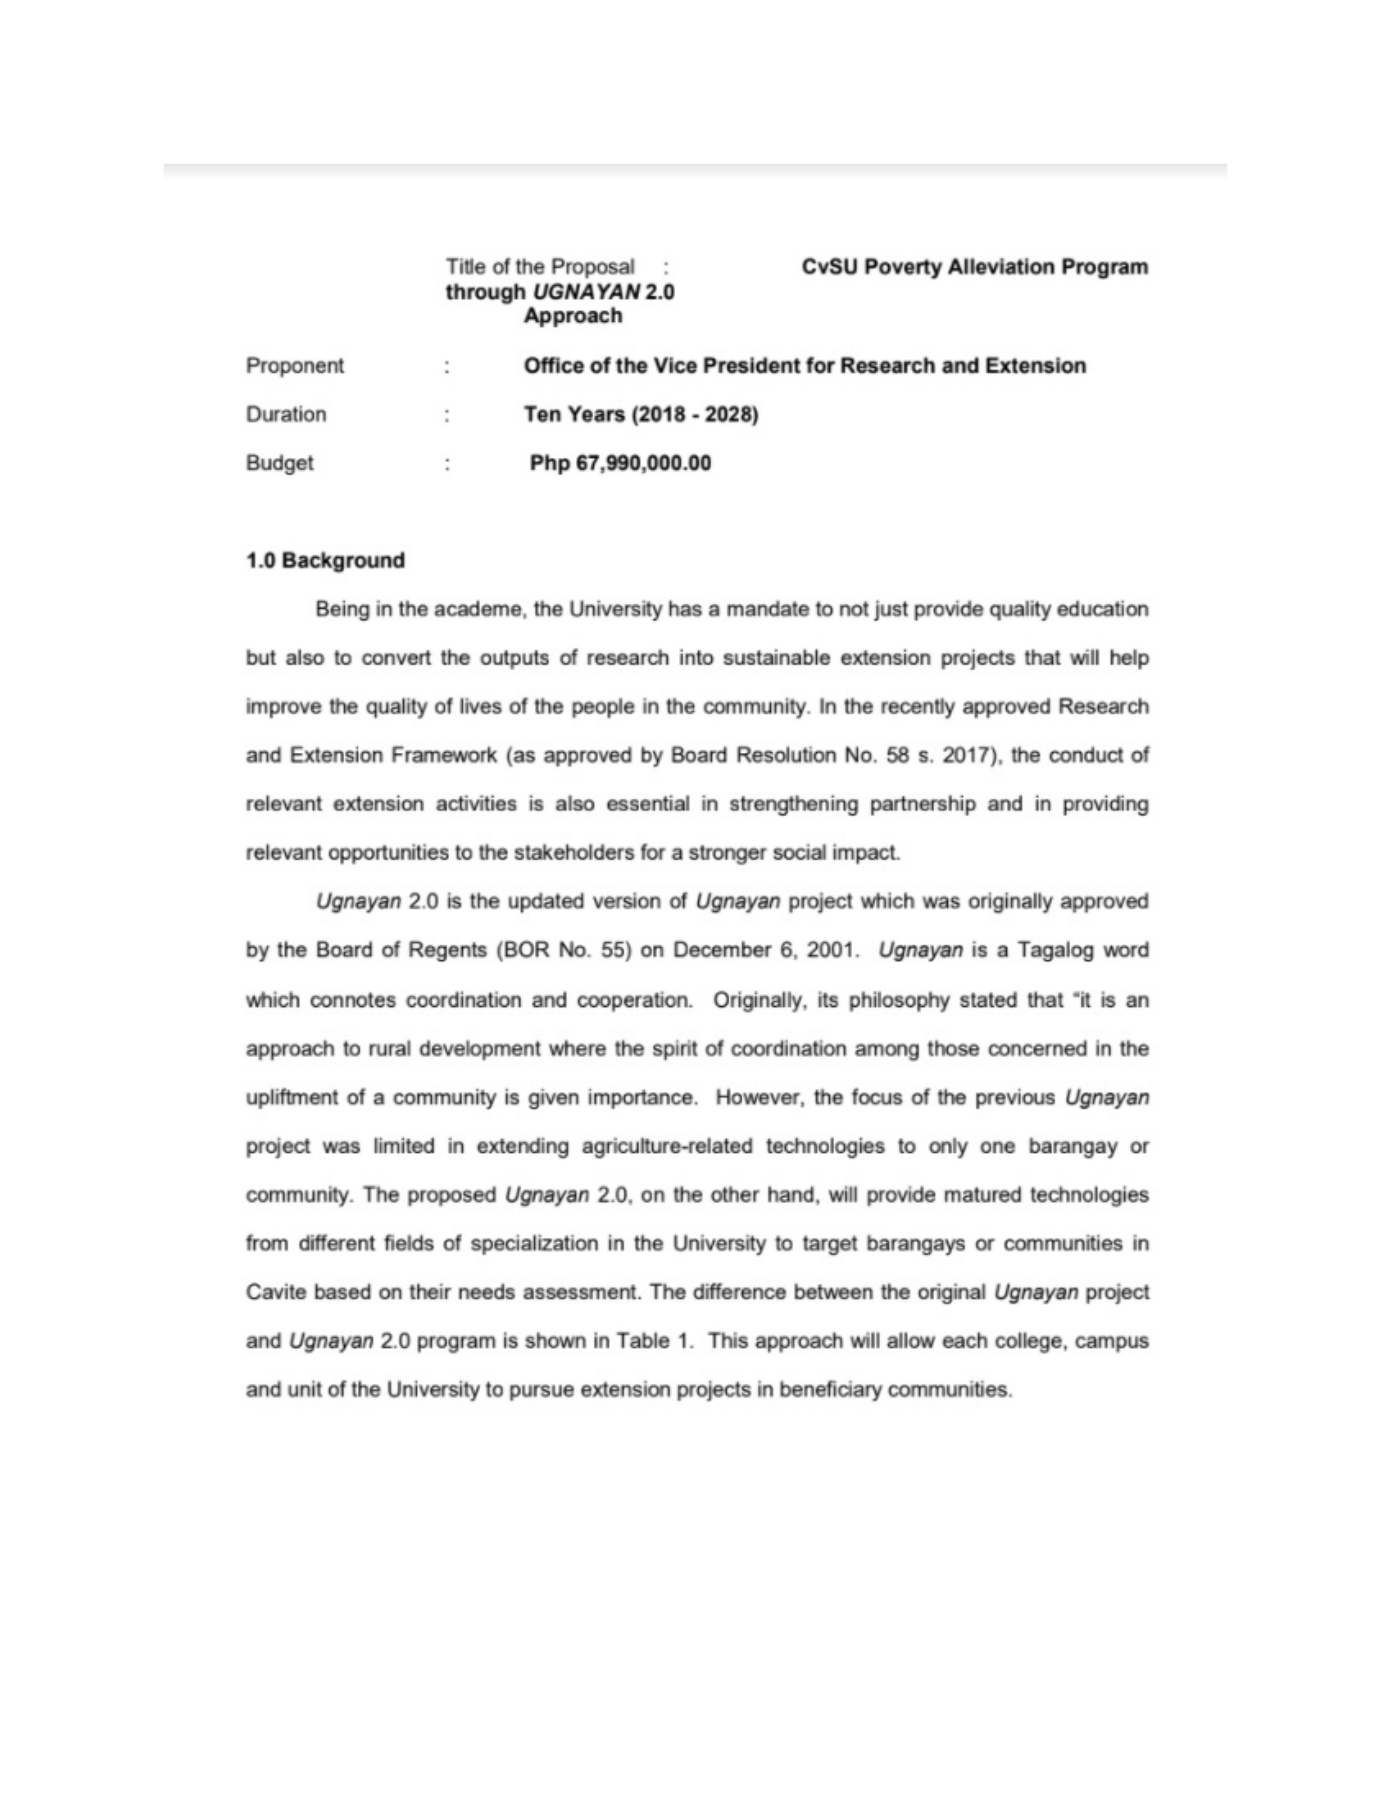 Title of the Proposal : CvSU Poverty Alleviation Program
through UGNAYAN 2.0
Approach
Proponent : Office of the Vice President for Research and Extension
Duration : Ten Years (2018 - 2028)
Budget : Php 67,990,000.00
1.0 Background
Being in the academe, the University has a mandate to not just provide quality education
but also to convert the outputs of research into sustainable extension projects that will help
improve the quality of lives of the people in the community. In the recently approved Research
and Extension Framework (as approved by Board Resolution No. 58 s. 2017), the conduct of
relevant extension activities is also essential in strengthening partnership and in providing
relevant opportunities to the stakeholders for a stronger social impact.
Ugnayan 2.0 is the updated version of Ugnayan project which was originally approved
by the Board of Regents (BOR No. 55) on December 6, 2001. Ugnayan is a Tagalog word
which connotes coordination and cooperation. Originally, its philosophy stated that "it is an
approach to rural development where the spirit of coordination among those concerned in the
upliftment of a community is given importance. However, the focus of the previous Ugnayan
project was limited in extending agriculture-related technologies to only one barangay or
community. The proposed Ugnayan 2.0, on the other hand, will provide matured technologies
from different fields of specialization in the University to target barangays or communities in
Cavite based on their needs assessment. The difference between the original Ugnayan project
and Ugnayan 2.0 program is shown in Table 1. This approach will allow each college, campus
and unit of the University to pursue extension projects in beneficiary communities.